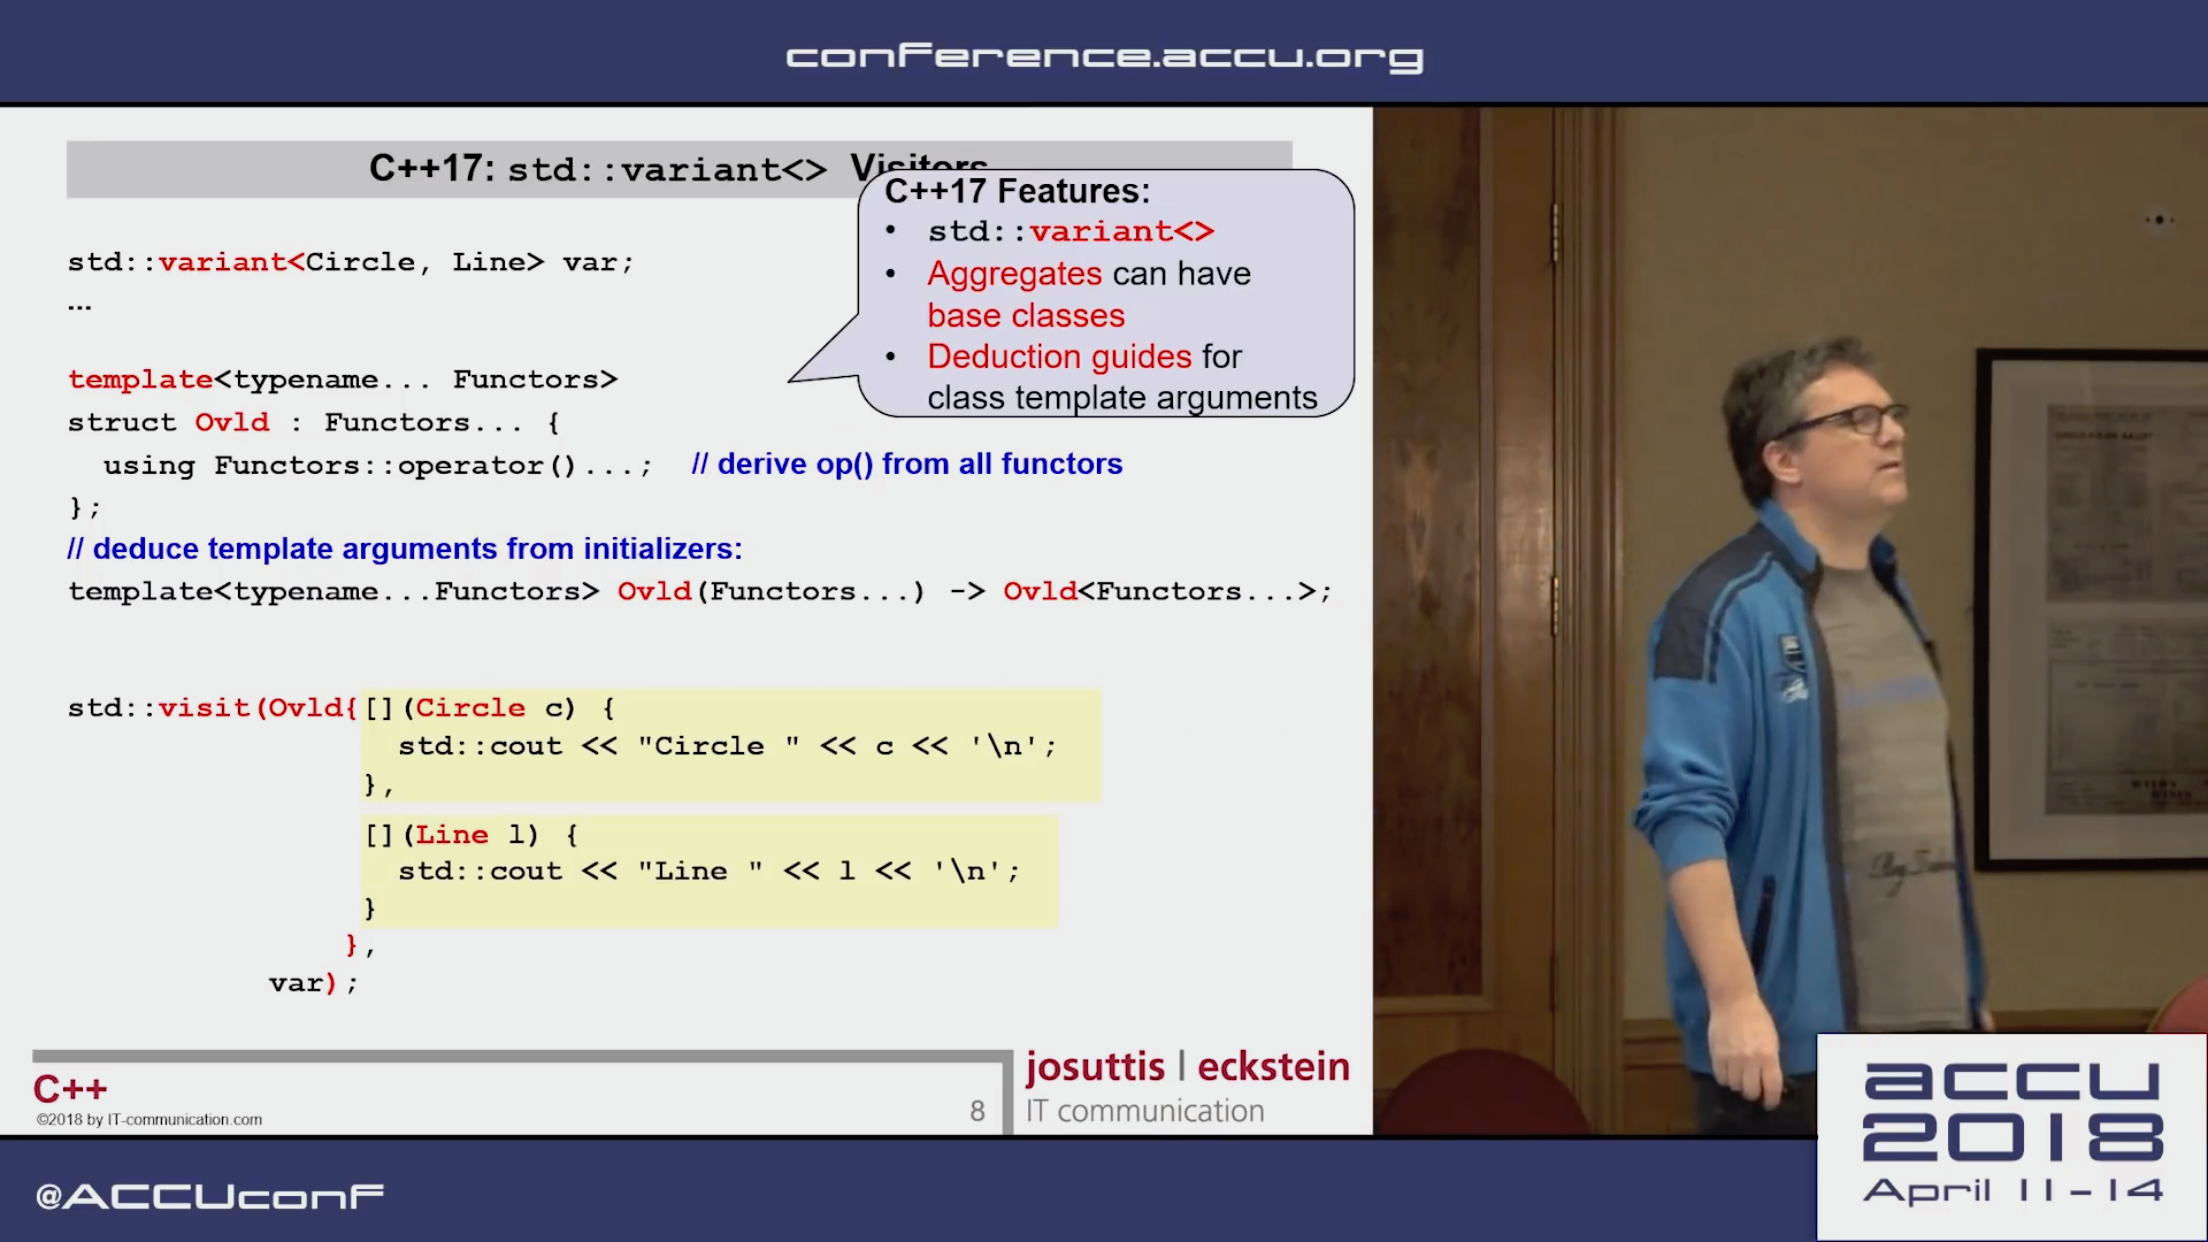 conference.accu.org
C++17: std::variant<> Visitors
C++17 Features:
• std::variant<>
• Aggregates can have
base classes
• Deduction guides for
class template arguments
std::variant<Circle, Line> var;
...
template<typename... Functors>
struct Ovld : Functors... {
using Functors::operator()...; // derive op() from all functors
};
// deduce template arguments from initializers:
template<typename...Functors> Ovld(Functors...) -> Ovld<Functors...>;
std::visit(Ovld{[](Circle c) {
std::cout << "Circle " << c << '\n';
},
[](Line l) {
std::cout << "Line " << l << '\n';
}
},
var);
C++
©2018 by IT-communication.com
8
josuttis | eckstein
IT communication
@ACCUconf
accu
2018
April 11-14